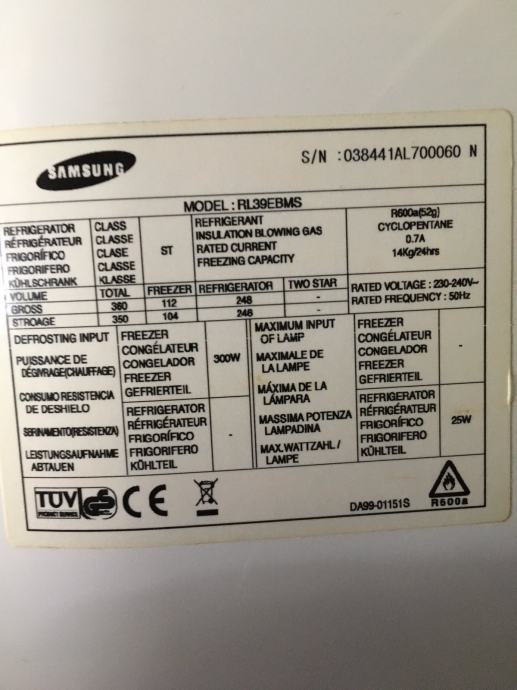 SAMSUNG
S/N :038441AL700060 N
MODEL : RL39EBMS
REFRIGERATOR
RÉFRIGÉRATEUR
FRIGORÍFICO
FRIGORIFERO
KÜHLSCHRANK
CLASS
CLASSE
CLASE
CLASSE
KLASSE
ST
REFRIGERANT
INSULATION BLOWING GAS
RATED CURRENT
FREEZING CAPACITY
R600a(52g)
CYCLOPENTANE
0.7A
14Kg/24hrs
VOLUME TOTAL FREEZER REFRIGERATOR TWO STAR
GROSS 360 112 248 -
STROAGE 350 104 246 -
RATED VOLTAGE : 230-240V~
RATED FREQUENCY : 50Hz
DEFROSTING INPUT
PUISSANCE DE
DÉGIVRAGE(CHAUFFAGE)
CONSUMO RESISTENCIA
DE DESHIELO
SBRINAMENTO(RESISTENZA)
LEISTUNGSAUFNAHME
ABTAUEN
FREEZER
CONGÉLATEUR
CONGELADOR
FREEZER
GEFRIERTEIL
300W
REFRIGERATOR
RÉFRIGÉRATEUR
FRIGORÍFICO
FRIGORIFERO
KÜHLTEIL
-
MAXIMUM INPUT
OF LAMP
MAXIMALE DE
LA LAMPE
MÁXIMA DE LA
LÁMPARA
MASSIMA POTENZA
LAMPADINA
MAX.WATTZAHL /
LAMPE
FREEZER
CONGÉLATEUR
CONGELADOR
FREEZER
GEFRIERTEIL
-
REFRIGERATOR
RÉFRIGÉRATEUR
FRIGORÍFICO
FRIGORIFERO
KÜHLTEIL
25W
TÜV
PRODUCT SERVICE
GS
CE
DA99-01151S
R600a